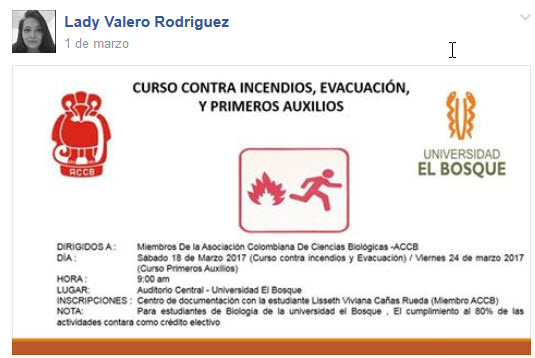 Lady Valero Rodriguez
1 de marzo
CURSO CONTRA INCENDIOS, EVACUACIÓN,
Y PRIMEROS AUXILIOS
ACCB
UNIVERSIDAD
EL BOSQUE
DIRIGIDOS A : Miembros De la Asociación Colombiana De Ciencias Biológicas -ACCB
DÍA : Sábado 18 de Marzo 2017 (Curso contra incendios y Evacuación) / Viernes 24 de marzo 2017
(Curso Primeros Auxilios)
HORA : 9:00 am
LUGAR: Auditorio Central - Universidad El Bosque
INSCRIPCIONES : Centro de documentación con la estudiante Lisseth Viviana Cañas Rueda (Miembro ACCB)
NOTA: Para estudiantes de Biología de la universidad el Bosque , El cumplimiento al 80% de las
actividades contara como crédito electivo